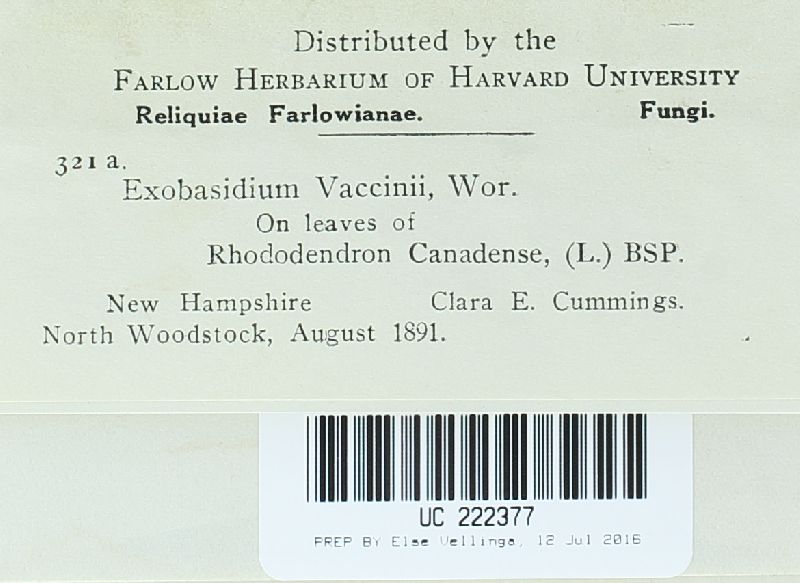 Distributed by the
Farlow Herbarium of Harvard University
Reliquiae Farlowianae. Fungi.
321 a.
Exobasidium Vaccinii, Wor.
On leaves of
Rhododendron Canadense, (L.) BSP.
New Hampshire Clara E. Cummings.
North Woodstock, August 1891.
UC 222377
PREP BY Else Vellinga, 12 Jul 2016